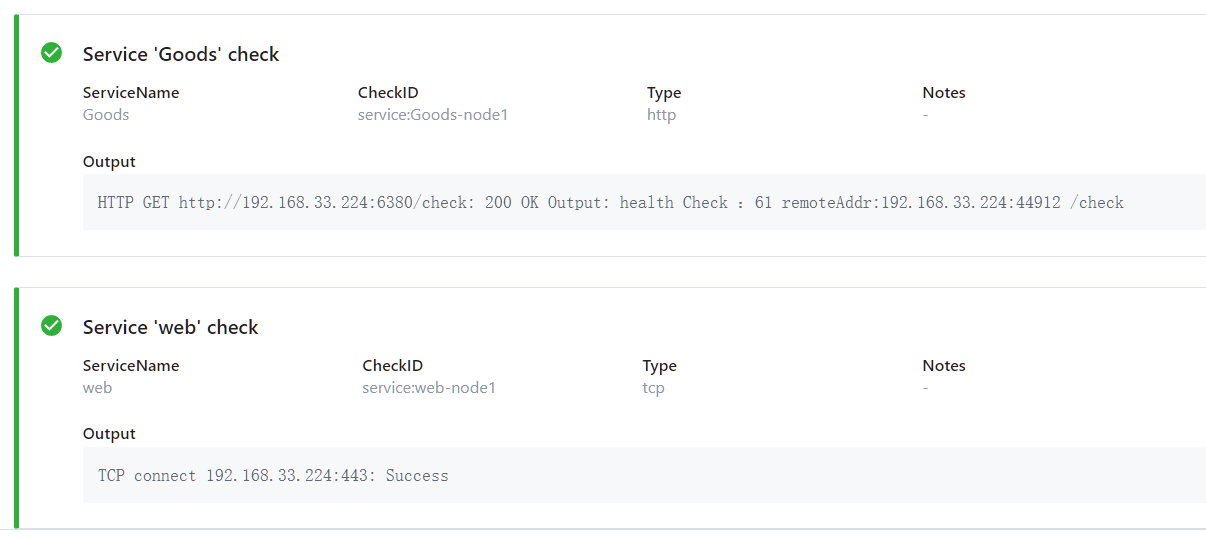 Service 'Goods' check
ServiceName CheckID Type Notes
Goods service:Goods-node1 http -
Output
HTTP GET http://192.168.33.224:6380/check: 200 OK Output: health Check ：61 remoteAddr:192.168.33.224:44912 /check
Service 'web' check
ServiceName CheckID Type Notes
web service:web-node1 tcp -
Output
TCP connect 192.168.33.224:443: Success